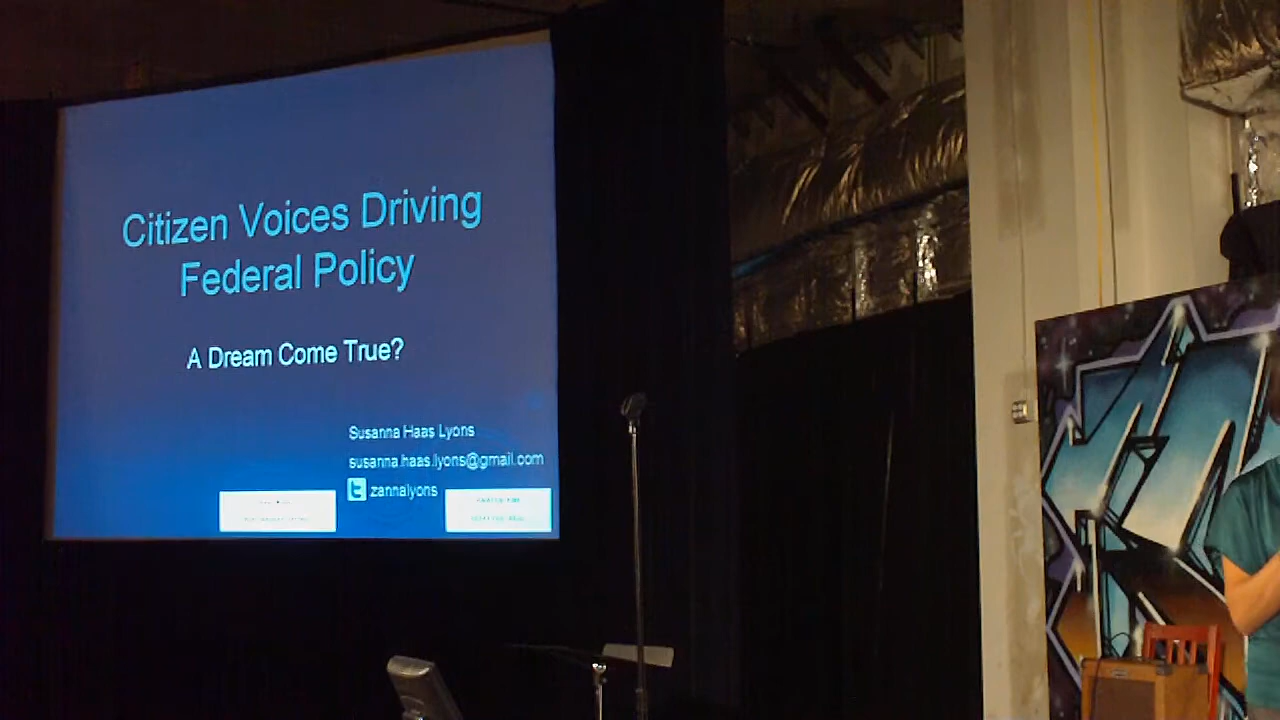 Citizen Voices Driving
Federal Policy
A Dream Come True?
Susanna Haas Lyons
susanna.haas.lyons@gmail.com
zannalyons